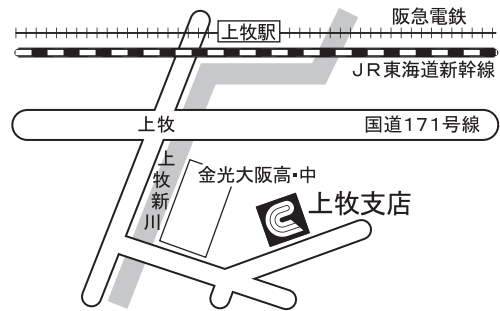 阪急電鉄
上牧駅
JR東海道新幹線
上牧
国道171号線
上牧新川
金光大阪高・中
上牧支店